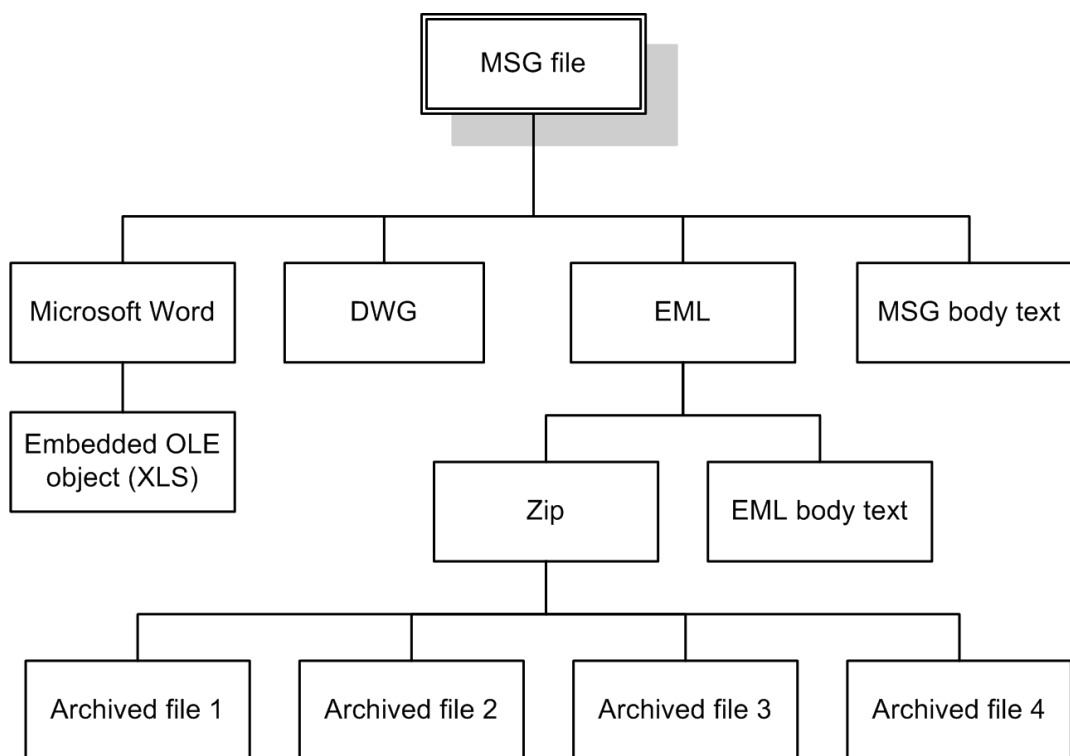 MSG file
Microsoft Word
DWG
EML
MSG body text
Embedded OLE
object (XLS)
Zip
EML body text
Archived file 1
Archived file 2
Archived file 3
Archived file 4